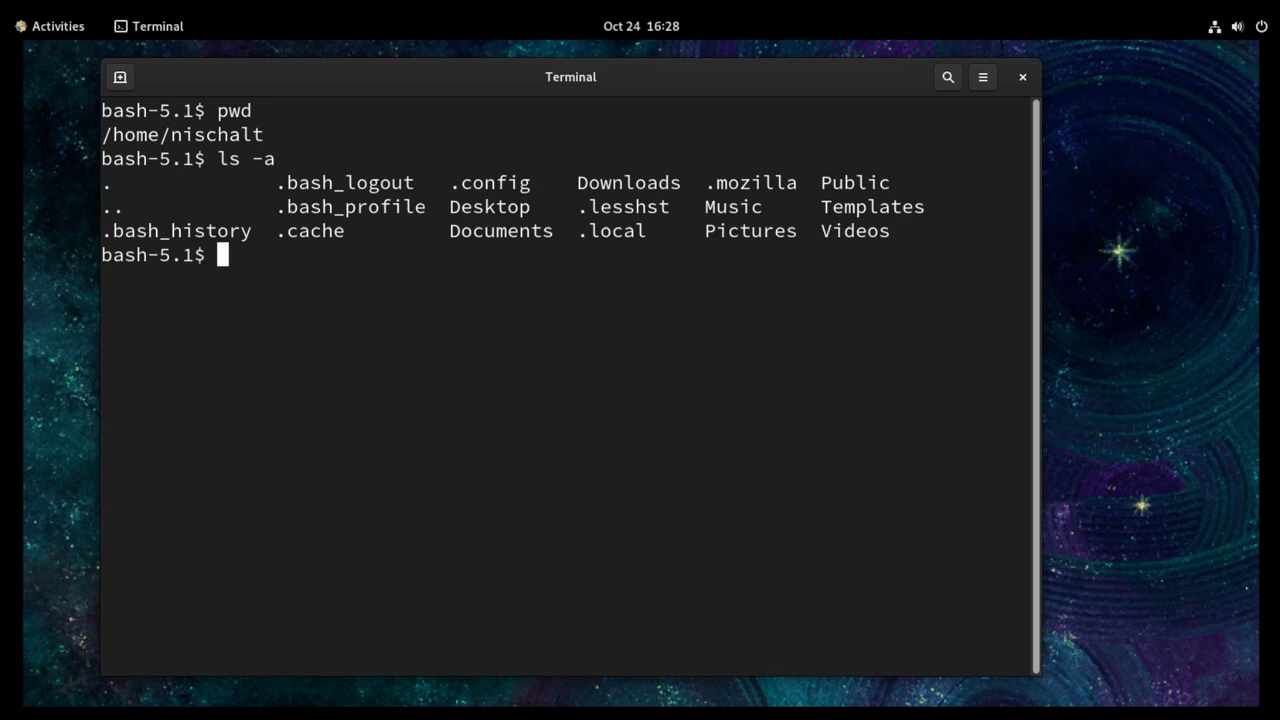 Activities Terminal Oct 24 16:28
Terminal
bash-5.1$ pwd
/home/nischalt
bash-5.1$ ls -a
. .bash_logout .config Downloads .mozilla Public
.. .bash_profile Desktop .lesshst Music Templates
.bash_history .cache Documents .local Pictures Videos
bash-5.1$